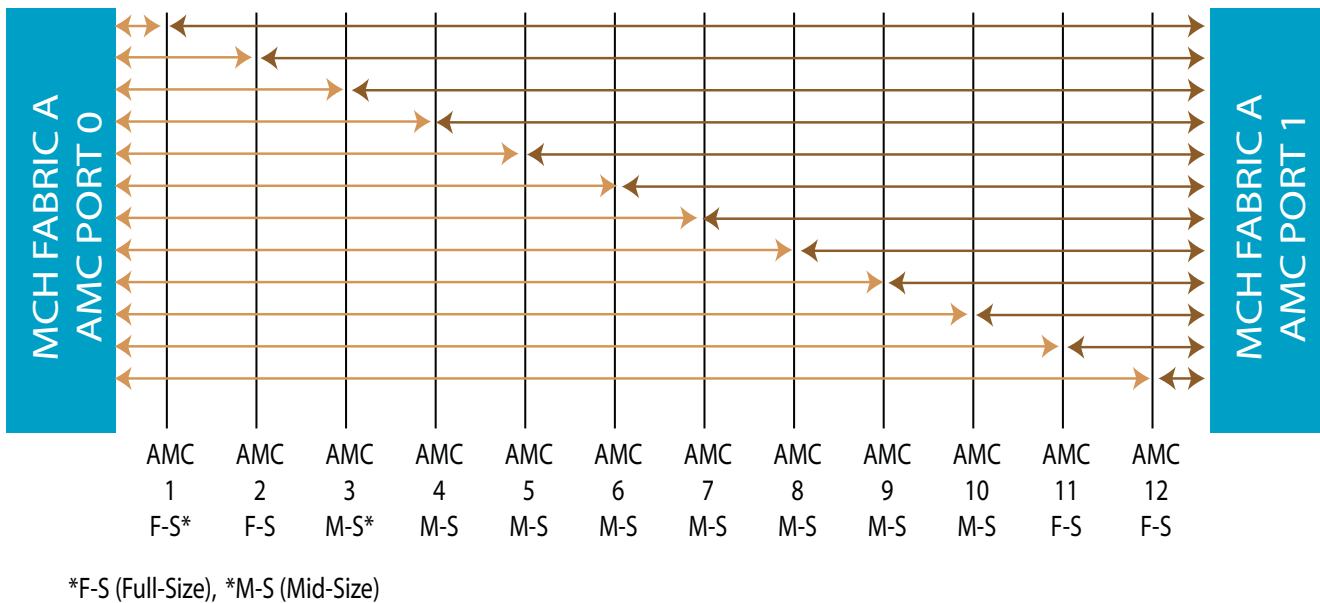 MCH FABRIC A
AMC PORT 0
MCH FABRIC A
AMC PORT 1
AMC AMC AMC AMC AMC AMC AMC AMC AMC AMC AMC AMC
1 2 3 4 5 6 7 8 9 10 11 12
F-S* F-S M-S* M-S M-S M-S M-S M-S M-S M-S F-S F-S
*F-S (Full-Size), *M-S (Mid-Size)